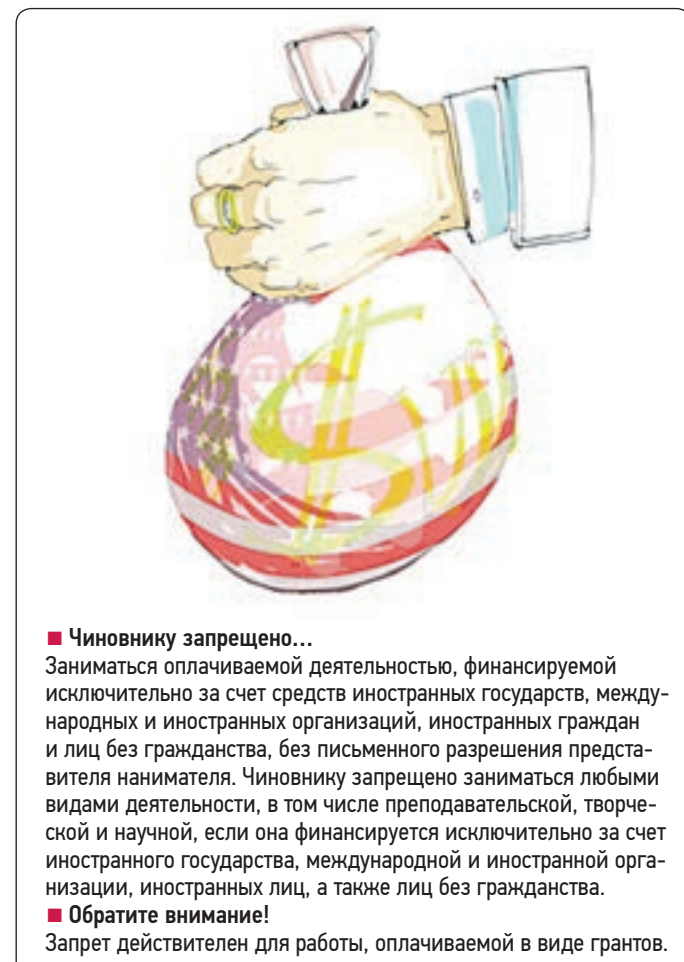 ■ Чиновнику запрещено…
Заниматься оплачиваемой деятельностью, финансируемой
исключительно за счет средств иностранных государств, между-
народных и иностранных организаций, иностранных граждан
и лиц без гражданства, без письменного разрешения предста-
вителя нанимателя. Чиновнику запрещено заниматься любыми
видами деятельности, в том числе преподавательской, творче-
ской и научной, если она финансируется исключительно за счет
иностранного государства, международной и иностранной орга-
низации, иностранных лиц, а также лиц без гражданства.
■ Обратите внимание!
Запрет действителен для работы, оплачиваемой в виде грантов.